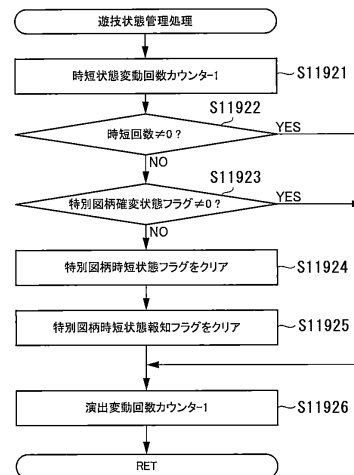 遊技状態管理処理
時短状態変動回数カウンター1
S11921
S11922
時短回数≠0?
YES
NO
S11923
特別図柄確変状態フラグ≠0?
YES
NO
特別図柄時短状態フラグをクリア
S11924
特別図柄時短状態報知フラグをクリア
S11925
演出変動回数カウンター1
S11926
RET